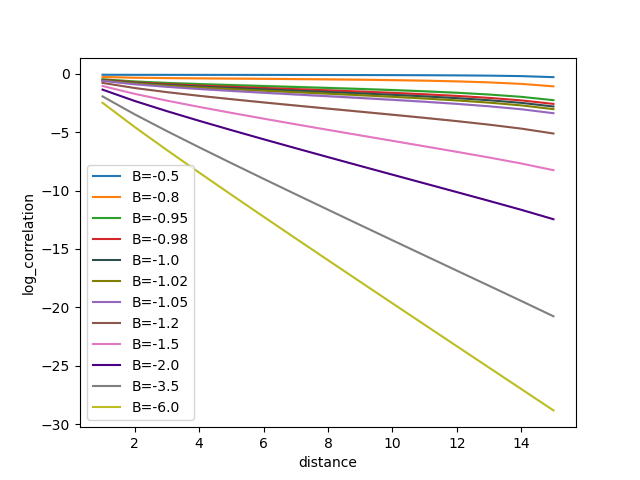 0
−5
−10
−15
−20
−25
−30
log_correlation
B=-0.5
B=-0.8
B=-0.95
B=-0.98
B=-1.0
B=-1.02
B=-1.05
B=-1.2
B=-1.5
B=-2.0
B=-3.5
B=-6.0
2 4 6 8 10 12 14
distance